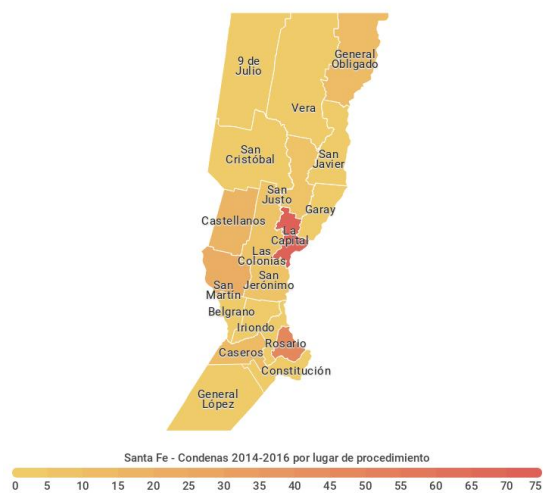 General
Obligado
9 de
Julio
Vera
San
Cristóbal
San
Javier
San
Justo
Garay
Castellanos
La
Capital
Las
Colonias
San
Jerónimo
San
Martín
Belgrano
Iriondo
Rosario
Caseros
Constitución
General
López
Santa Fe - Condenas 2014-2016 por lugar de procedimiento
0 5 10 15 20 25 30 35 40 45 50 55 60 65 70 75